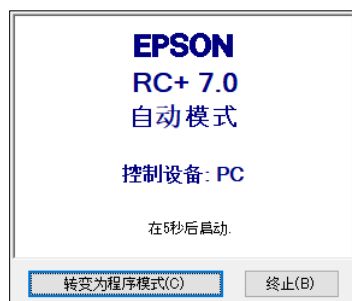 EPSON
RC+ 7.0
自动模式
控制设备: PC
在5秒后启动.
转变为程序模式(C)
终止(B)